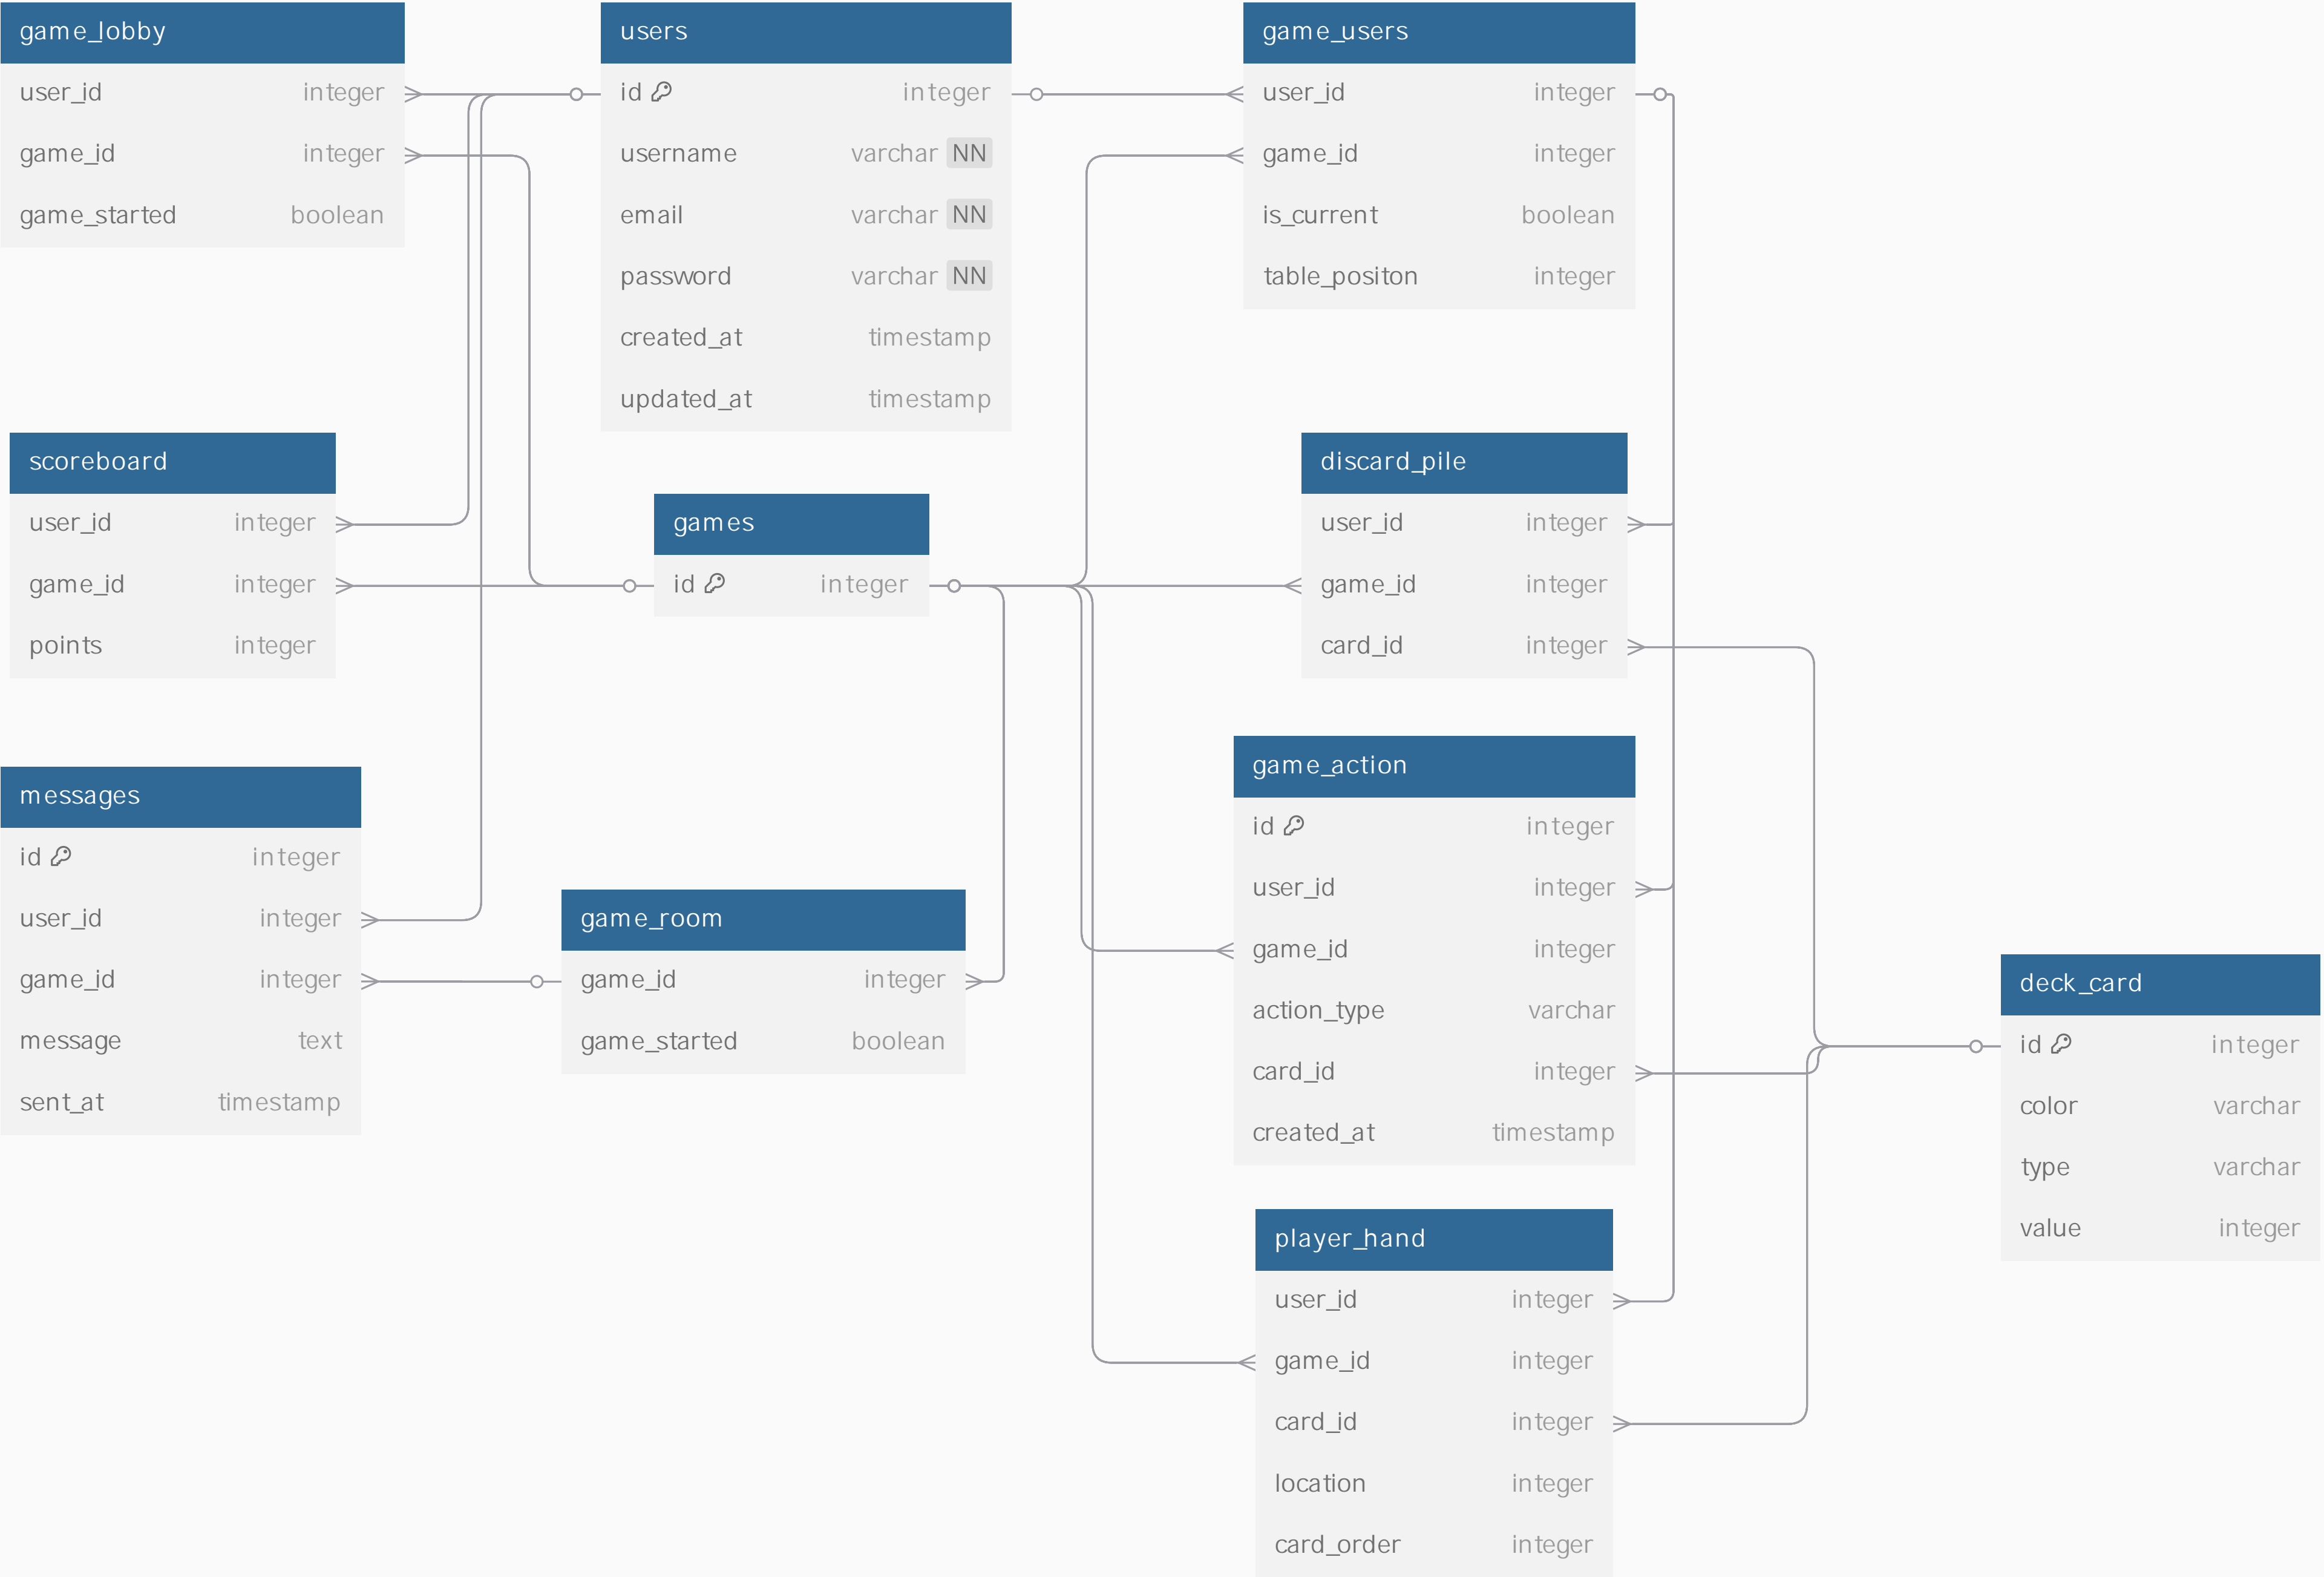 game_lobby
user_id integer
game_id integer
game_started boolean
users
id integer
username varchar NN
email varchar NN
password varchar NN
created_at timestamp
updated_at timestamp
game_users
user_id integer
game_id integer
is_current boolean
table_positon integer
scoreboard
user_id integer
game_id integer
points integer
games
id integer
discard_pile
user_id integer
game_id integer
card_id integer
messages
id integer
user_id integer
game_id integer
message text
sent_at timestamp
game_room
game_id integer
game_started boolean
game_action
id integer
user_id integer
game_id integer
action_type varchar
card_id integer
created_at timestamp
deck_card
id integer
color varchar
type varchar
value integer
player_hand
user_id integer
game_id integer
card_id integer
location integer
card_order integer